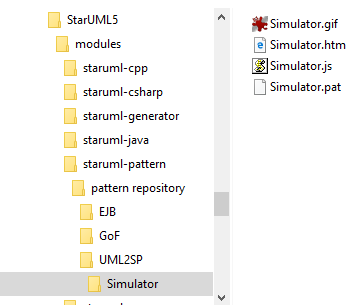 StarUML5
modules
staruml-cpp
staruml-csharp
staruml-generator
staruml-java
staruml-pattern
pattern repository
EJB
GoF
UML2SP
Simulator
Simulator.gif
Simulator.htm
Simulator.js
Simulator.pat